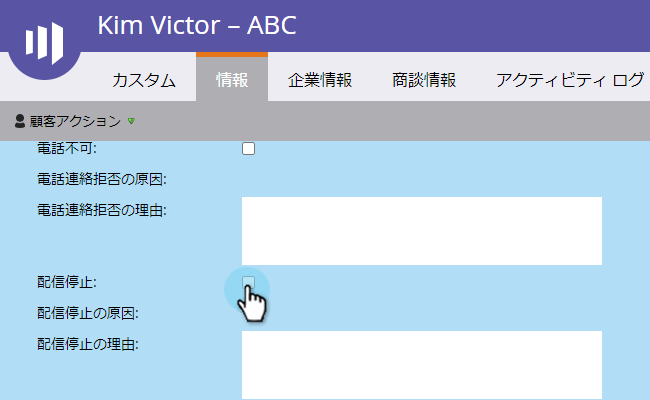 Kim Victor – ABC
カスタム 情報 企業情報 商談情報 アクティビティ ログ
顧客アクション
電話不可:
電話連絡拒否の原因:
電話連絡拒否の理由:
配信停止:
配信停止の原因:
配信停止の理由: